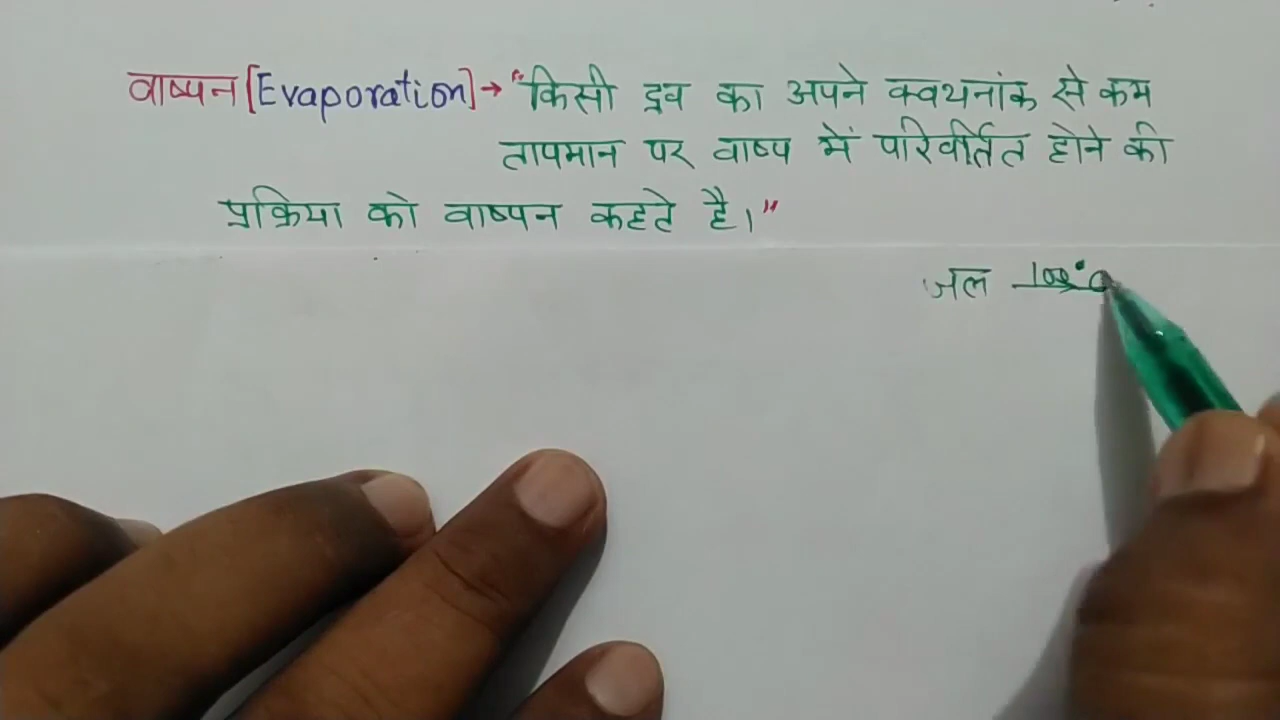 वाष्पन [Evaporation] → "किसी द्रव का अपने क्वथनांक से कम
तापमान पर वाष्प में परिवर्तित होने की
प्रक्रिया को वाष्पन कहते है।"
जल 100°C